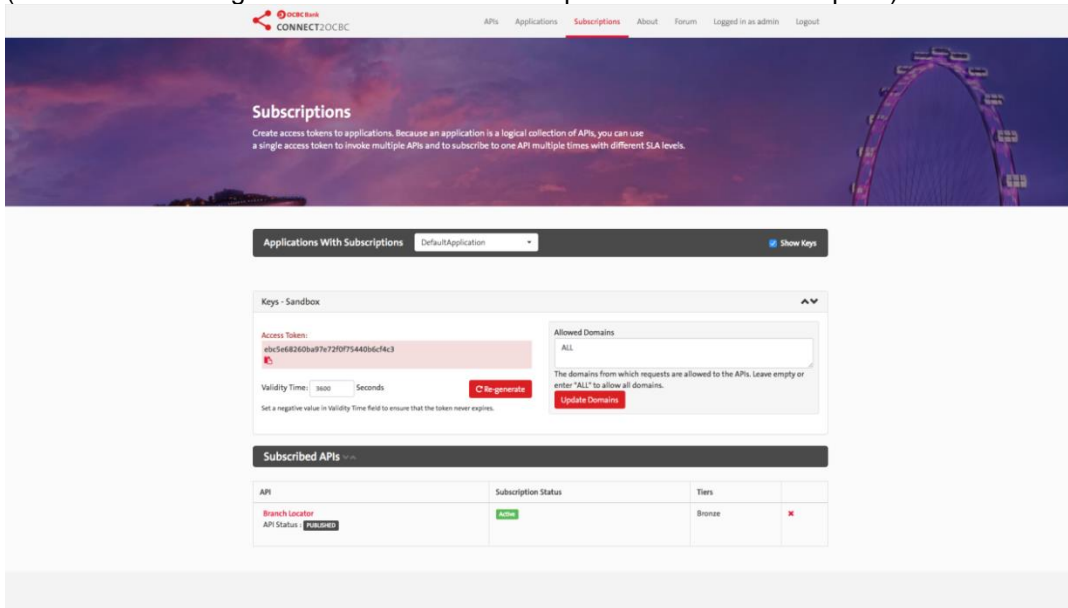 OCBC Bank
CONNECT2OCBC
APIs Applications Subscriptions About Forum Logged in as admin Logout
Subscriptions
Create access tokens to applications. Because an application is a logical collection of APIs, you can use
a single access token to invoke multiple APIs and to subscribe to one API multiple times with different SLA levels.
Applications With Subscriptions DefaultApplication Show Keys
Keys - Sandbox
Access Token:
ebc5e68260ba97e72f0f75440b6cf4c3
Validity Time: 3600 Seconds Re-generate
Set a negative value in Validity Time field to ensure that the token never expires.
Allowed Domains
ALL
The domains from which requests are allowed to the APIs. Leave empty or
enter "ALL" to allow all domains.
Update Domains
Subscribed APIs
API Subscription Status Tiers
Branch Locator Active Bronze
API Status : PUBLISHED